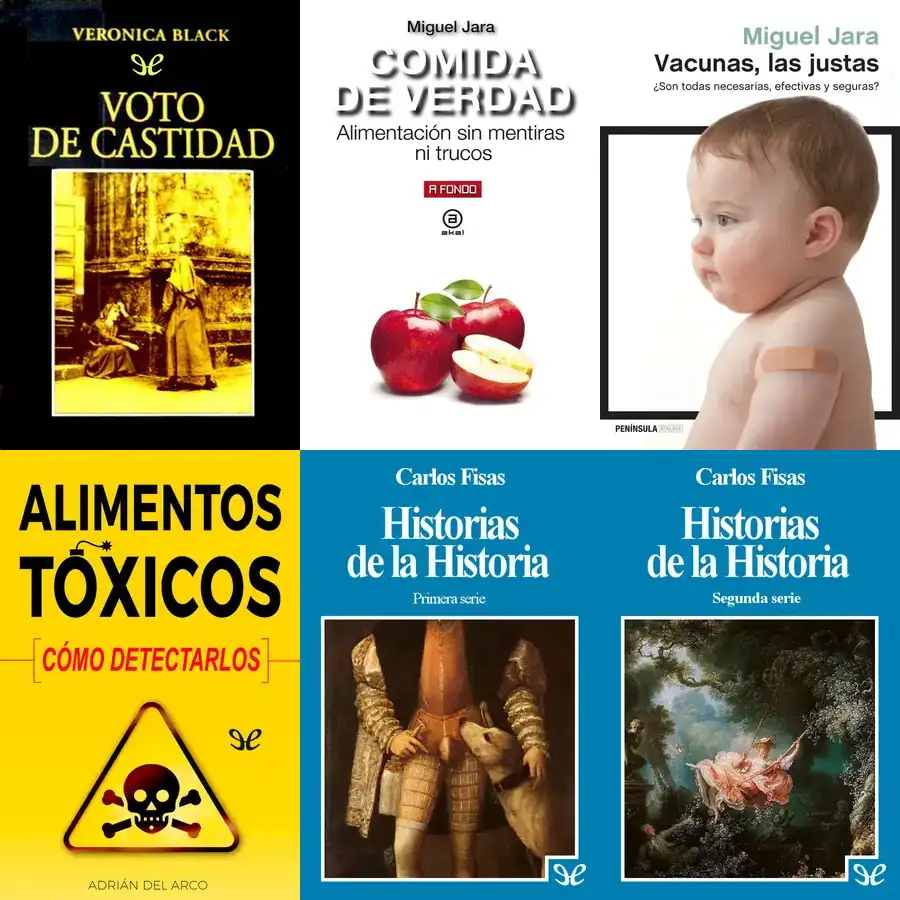 VERONICA BLACK
VOTO
DE CASTIDAD
Miguel Jara
COMIDA
DE VERDAD
Alimentación sin mentiras
ni trucos
A FONDO
a
akal
Miguel Jara
Vacunas, las justas
¿Son todas necesarias, efectivas y seguras?
PENÍNSULA ATALAYA
ALIMENTOS
TÓXICOS
CÓMO DETECTARLOS
ADRIÁN DEL ARCO
Carlos Fisas
Historias
de la Historia
Primera serie
Carlos Fisas
Historias
de la Historia
Segunda serie